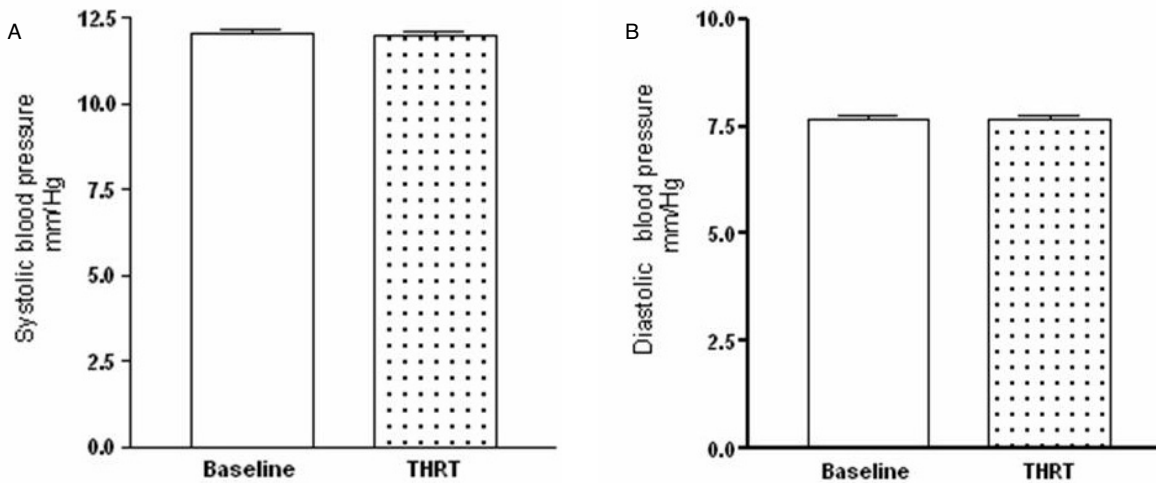 A
Systolic blood pressure
mm/Hg
12.5
10.0
7.5
5.0
2.5
0.0
Baseline
THRT
B
Diastolic blood pressure
mm/Hg
10.0
7.5
5.0
2.5
0.0
Baseline
THRT